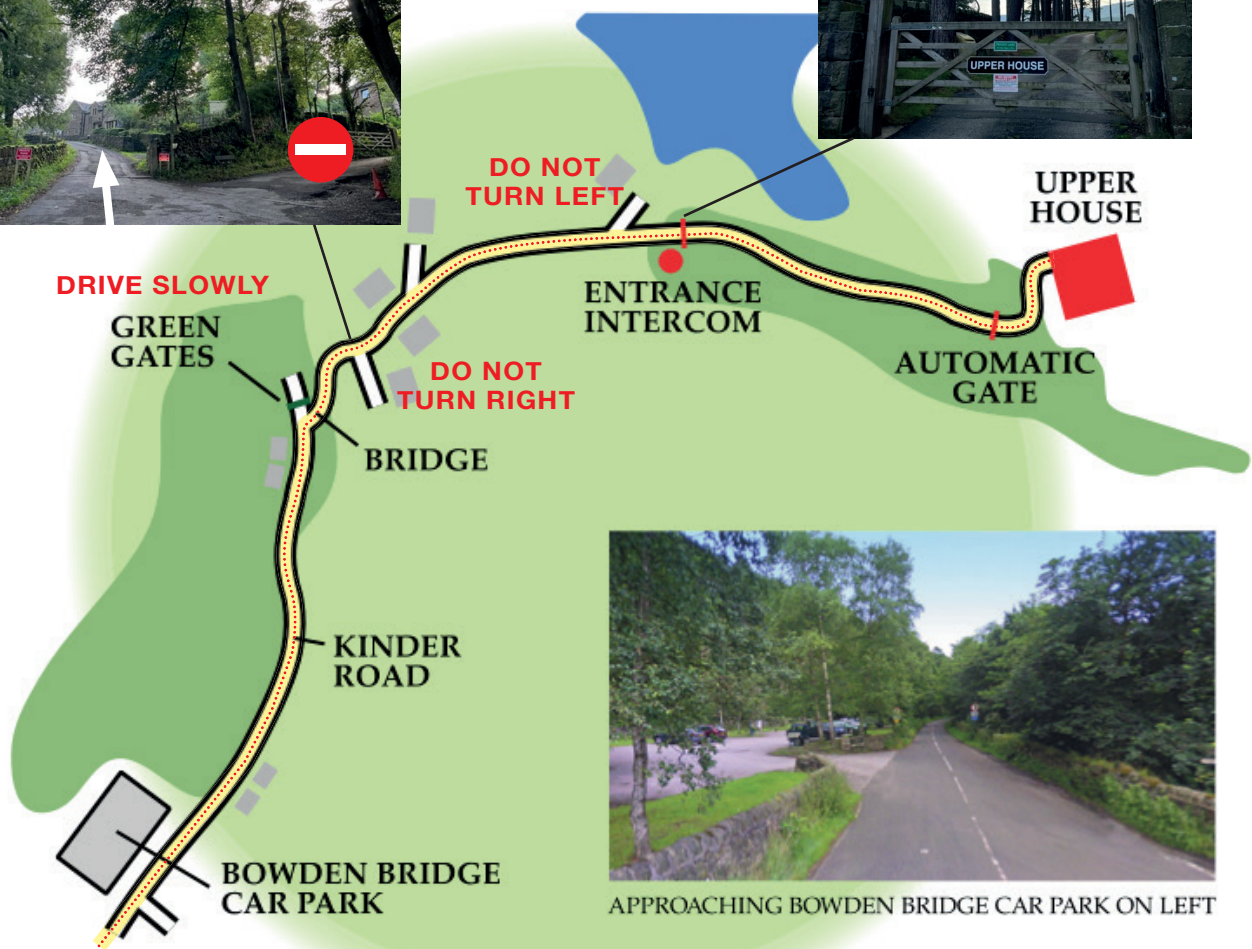 UPPER HOUSE
DO NOT
TURN LEFT
UPPER
HOUSE
DRIVE SLOWLY
GREEN
GATES
ENTRANCE
INTERCOM
AUTOMATIC
GATE
DO NOT
TURN RIGHT
BRIDGE
KINDER
ROAD
BOWDEN BRIDGE
CAR PARK
APPROACHING BOWDEN BRIDGE CAR PARK ON LEFT